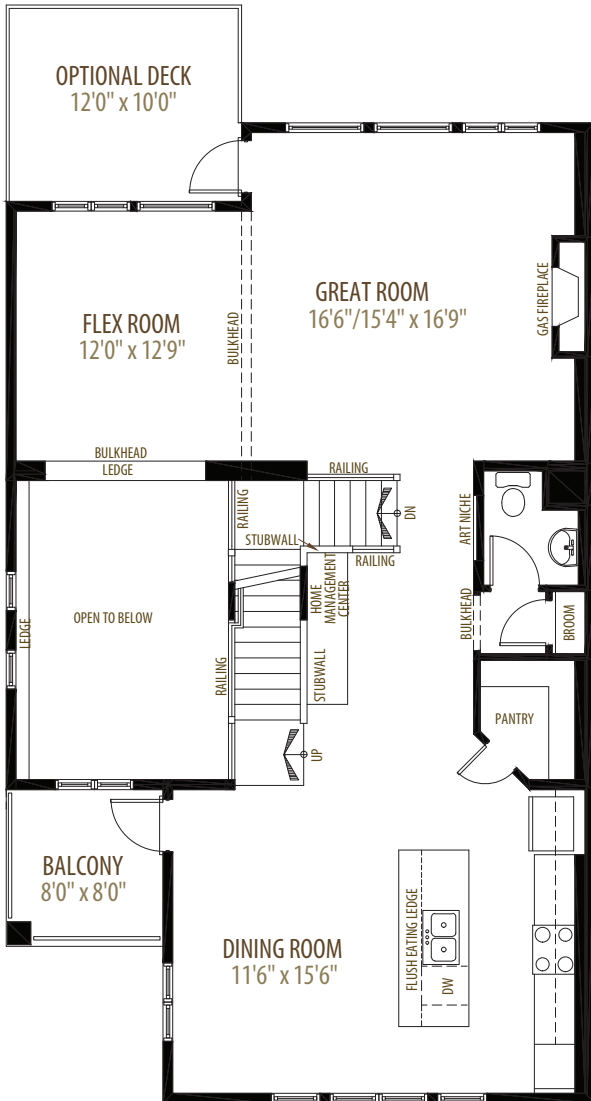 OPTIONAL DECK
12'0" x 10'0"
GREAT ROOM
16'6"/15'4" x 16'9"
GAS FIREPLACE
FLEX ROOM
12'0" x 12'9"
BULKHEAD
BULKHEAD
LEDGE
RAILING
RAILING
DN
STUBWALL
RAILING
ART NICHE
HOME
MANAGEMENT
CENTER
OPEN TO BELOW
LEDGE
BULKHEAD
BROOM
RAILING
STUBWALL
PANTRY
UP
BALCONY
8'0" x 8'0"
DINING ROOM
11'6" x 15'6"
FLUSH EATING LEDGE
DW